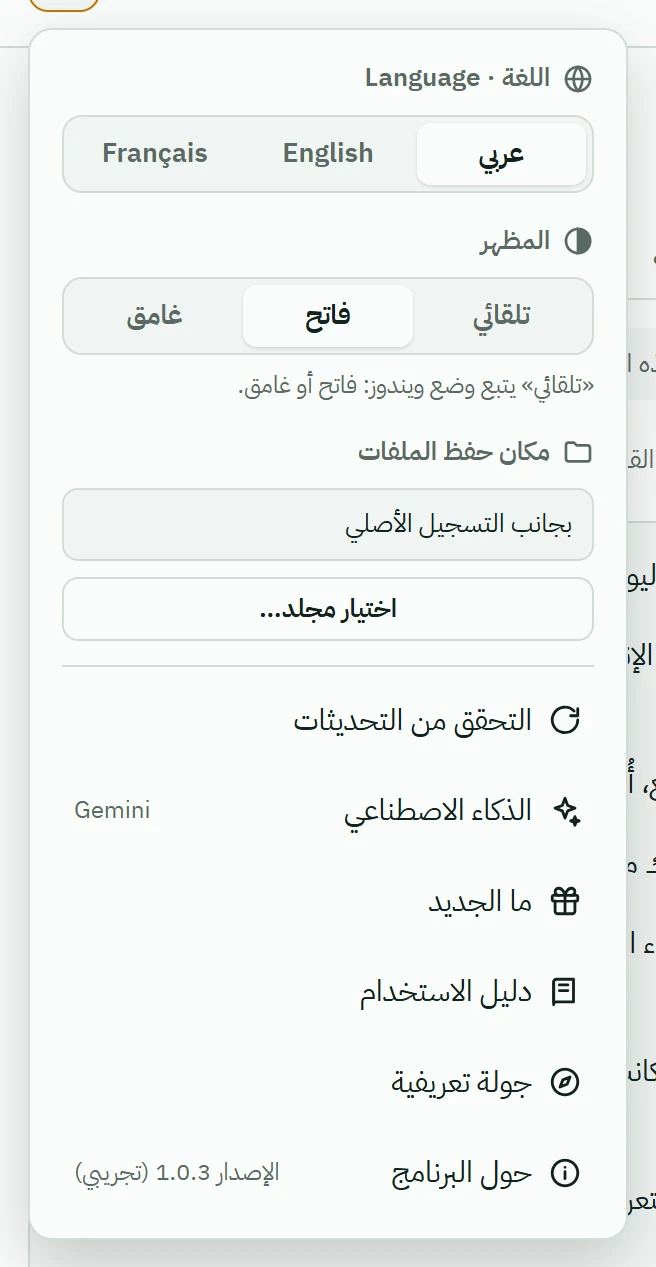 اللغة · Language
عربي English Français
المظهر
تلقائي فاتح غامق
«تلقائي» يتبع وضع ويندوز: فاتح أو غامق.
مكان حفظ الملفات
بجانب التسجيل الأصلي
اختيار مجلد...
التحقق من التحديثات
الذكاء الاصطناعي Gemini
ما الجديد
دليل الاستخدام
جولة تعريفية
حول البرنامج الإصدار 1.0.3 (تجريبي)